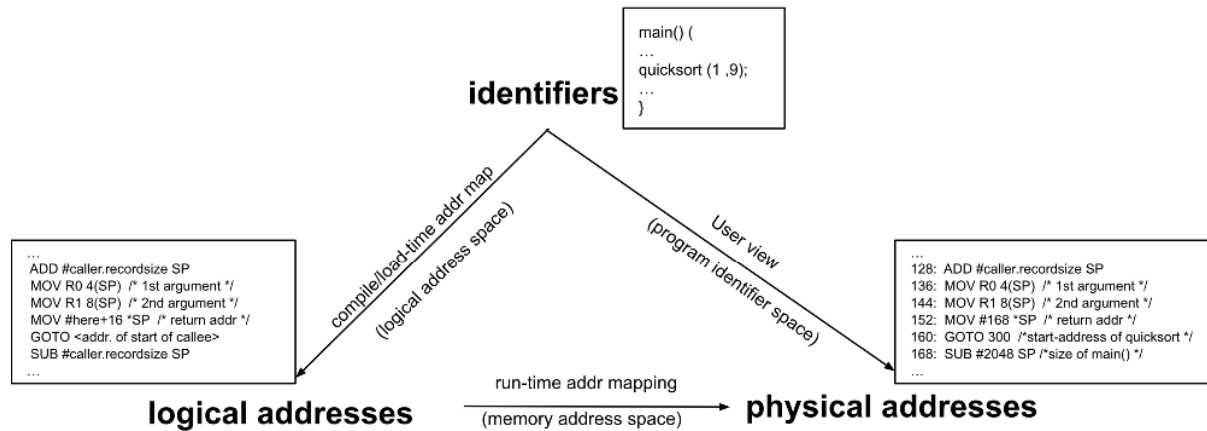 main() (
…
quicksort (1 ,9);
…
}
identifiers
compile/load-time addr map
(logical address space)
User view
(program identifier space)
…
ADD #caller.recordsize SP
MOV R0 4(SP) /* 1st argument */
MOV R1 8(SP) /* 2nd argument */
MOV #here+16 *SP /* return addr */
GOTO <addr. of start of callee>
SUB #caller.recordsize SP
…
…
128: ADD #caller.recordsize SP
136: MOV R0 4(SP) /* 1st argument */
144: MOV R1 8(SP) /* 2nd argument */
152: MOV #168 *SP /* return addr */
160: GOTO 300 /*start-address of quicksort */
168: SUB #2048 SP /*size of main() */
…
run-time addr mapping
(memory address space)
logical addresses
physical addresses